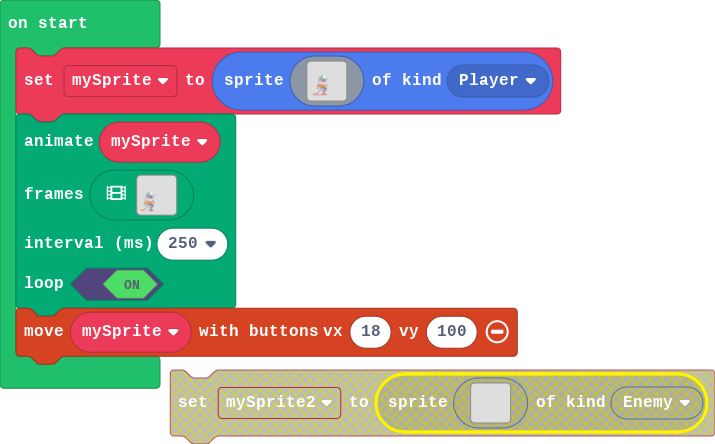 on start
set mySprite to sprite of kind Player
animate mySprite
frames
interval (ms) 250
loop ON
move mySprite with buttons vx 18 vy 100
set mySprite2 to sprite of kind Enemy